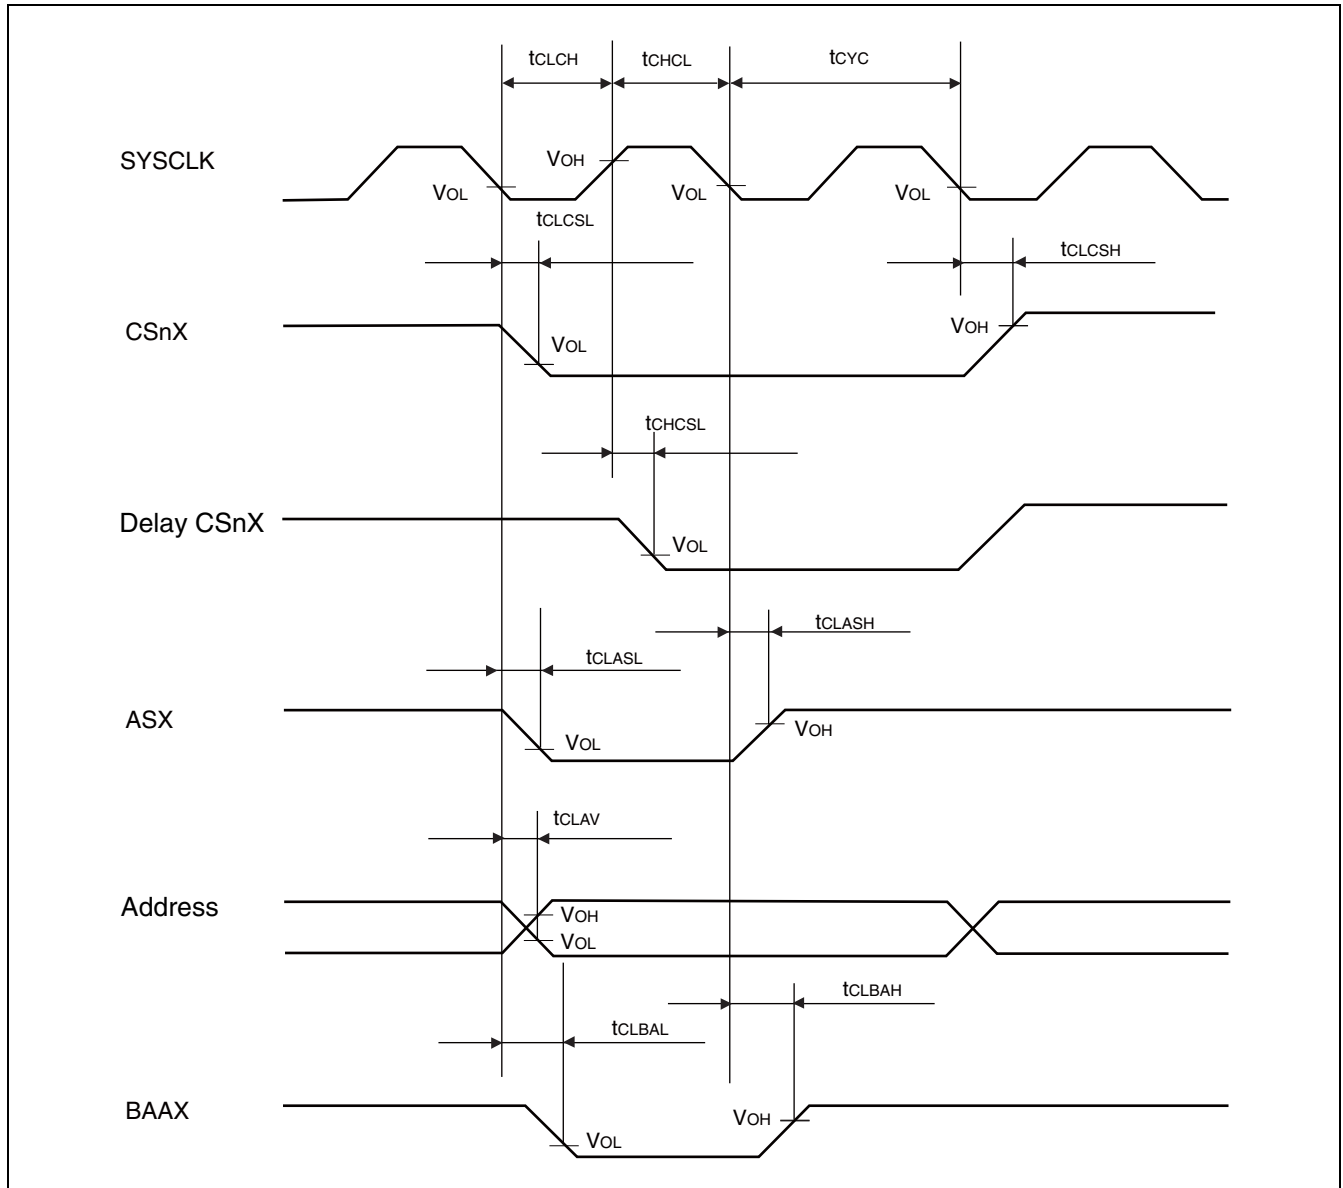 tCLCH
tCHCL
tCYC
SYSCLK
VOH
VOL
VOL
VOL
tCLCSL
tCLCSH
CSnX
VOH
VOL
tCHCSL
Delay CSnX
VOL
tCLASH
tCLASL
ASX
VOH
VOL
tCLAV
Address
VOH
VOL
tCLBAH
tCLBAL
BAAX
VOH
VOL